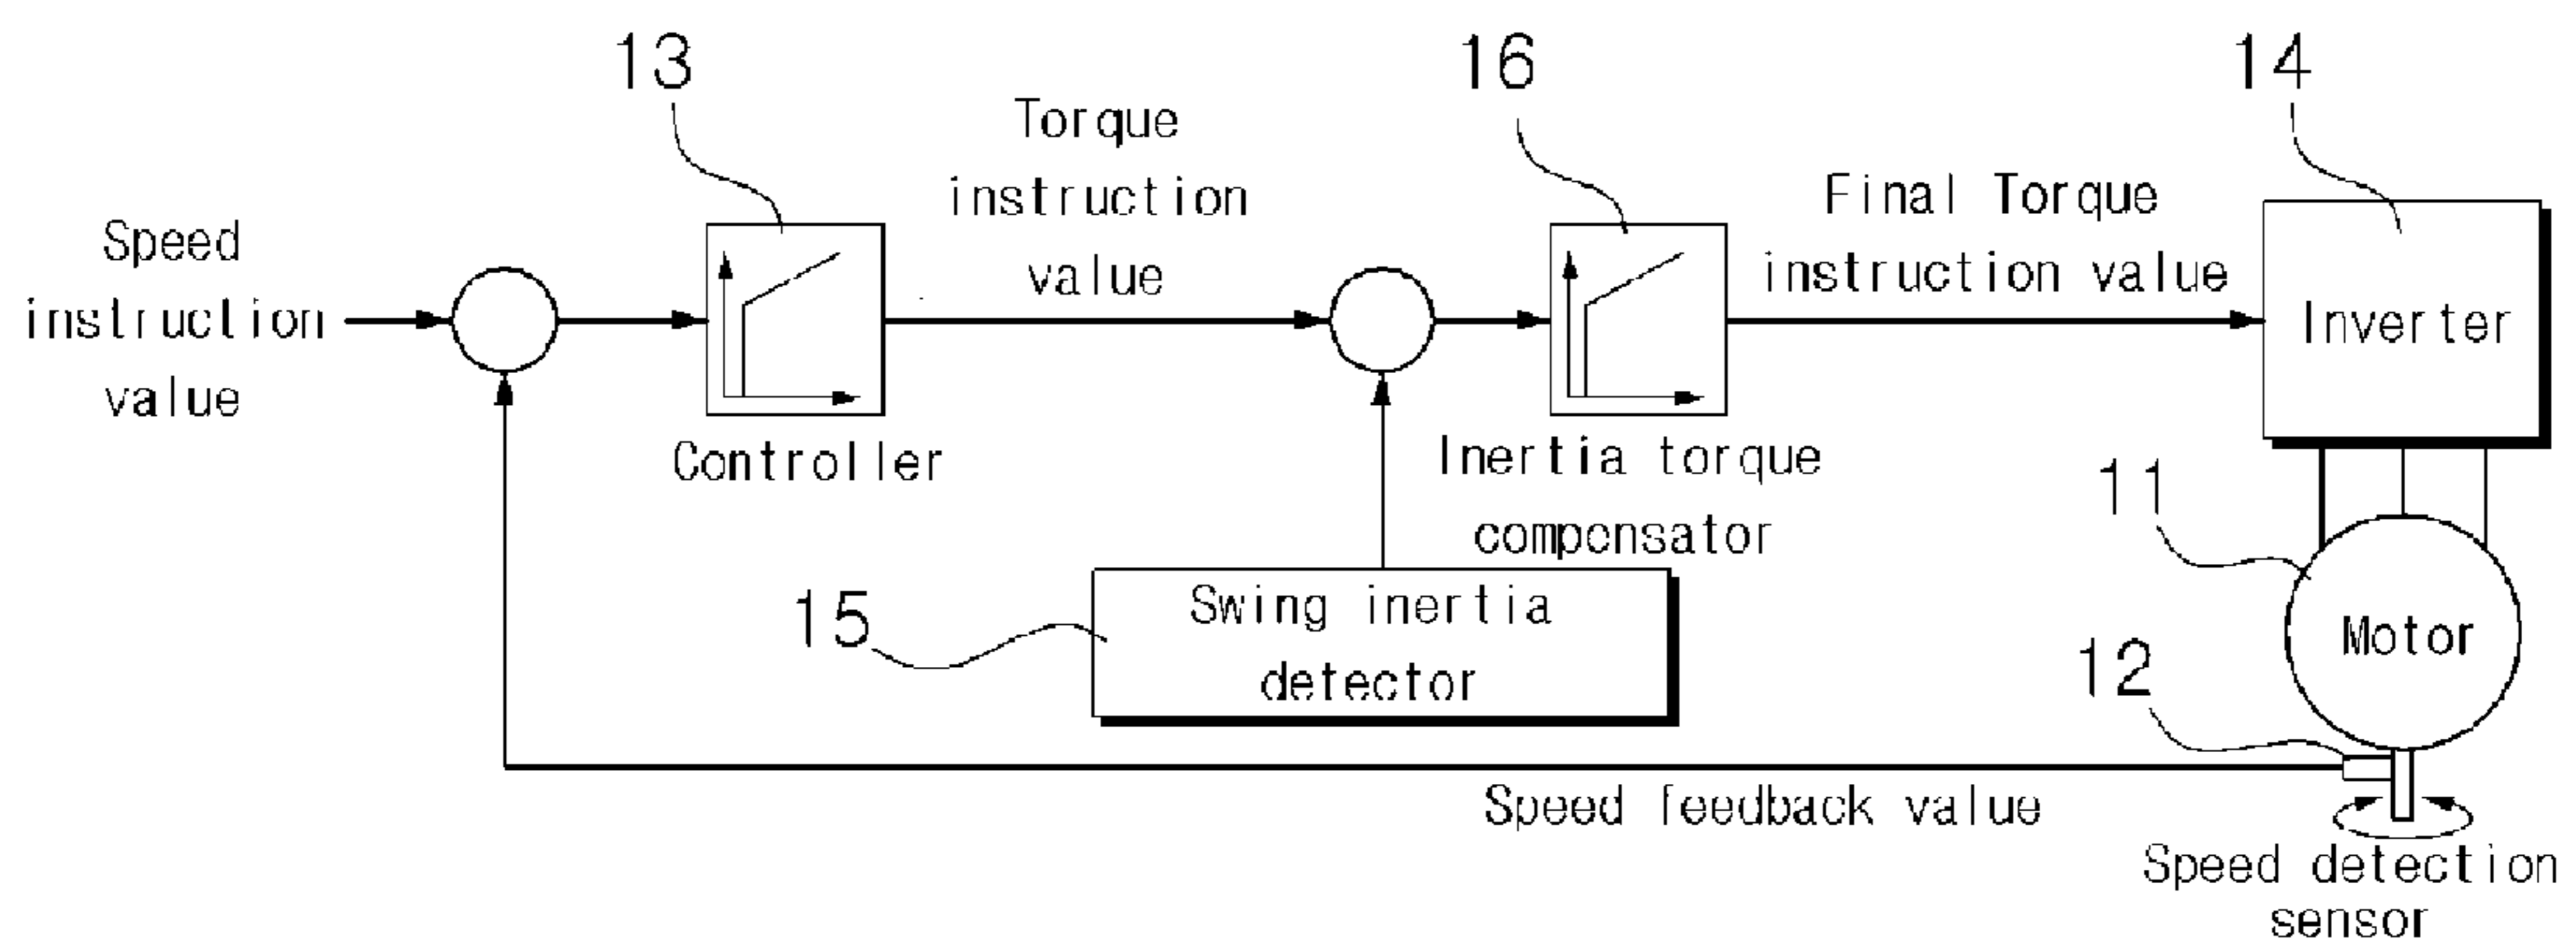 13
16
14
Torque
instruction
value
Final Torque
instruction value
Speed
instruction
value
Inverter
Controller
Inertia torque
compensator
11
15
Swing inertia
detector
Motor
12
Speed feedback value
Speed detection
sensor